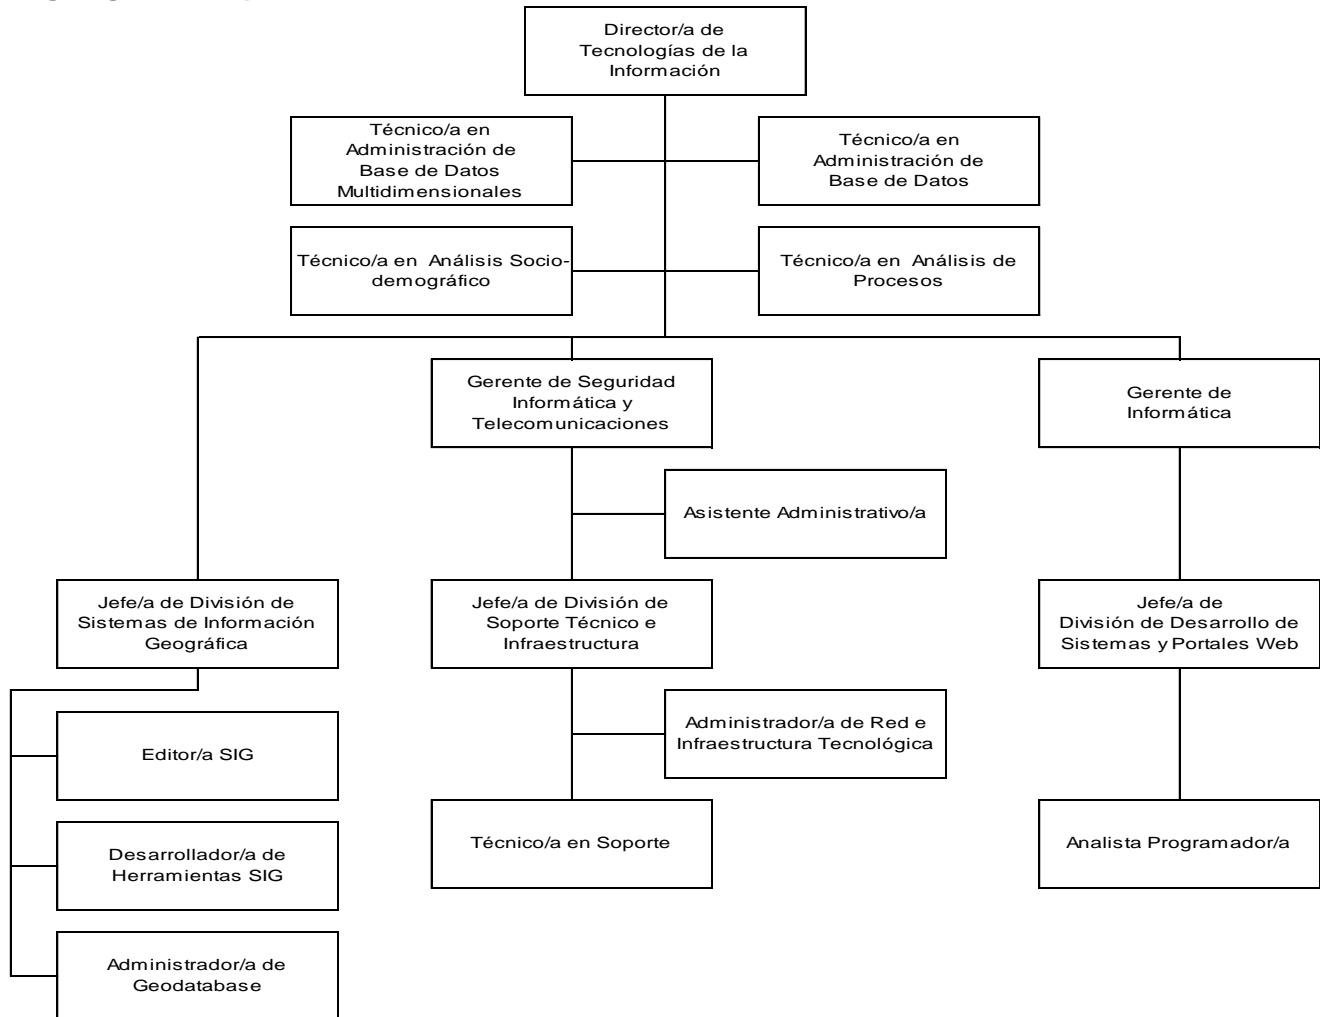 Director/a de
Tecnologías de la
Información
Técnico/a en
Administración de
Base de Datos
Multidimensionales
Técnico/a en
Administración de
Base de Datos
Técnico/a en Análisis Socio-
demográfico
Técnico/a en Análisis de
Procesos
Gerente de Seguridad
Informática y
Telecomunicaciones
Gerente de
Informática
Asistente Administrativo/a
Jefe/a de División de
Sistemas de Información
Geográfica
Jefe/a de División de
Soporte Técnico e
Infraestructura
Jefe/a de
División de Desarrollo de
Sistemas y Portales Web
Administrador/a de Red e
Infraestructura Tecnológica
Editor/a SIG
Técnico/a en Soporte
Analista Programador/a
Desarrollador/a de
Herramientas SIG
Administrador/a de
Geodatabase